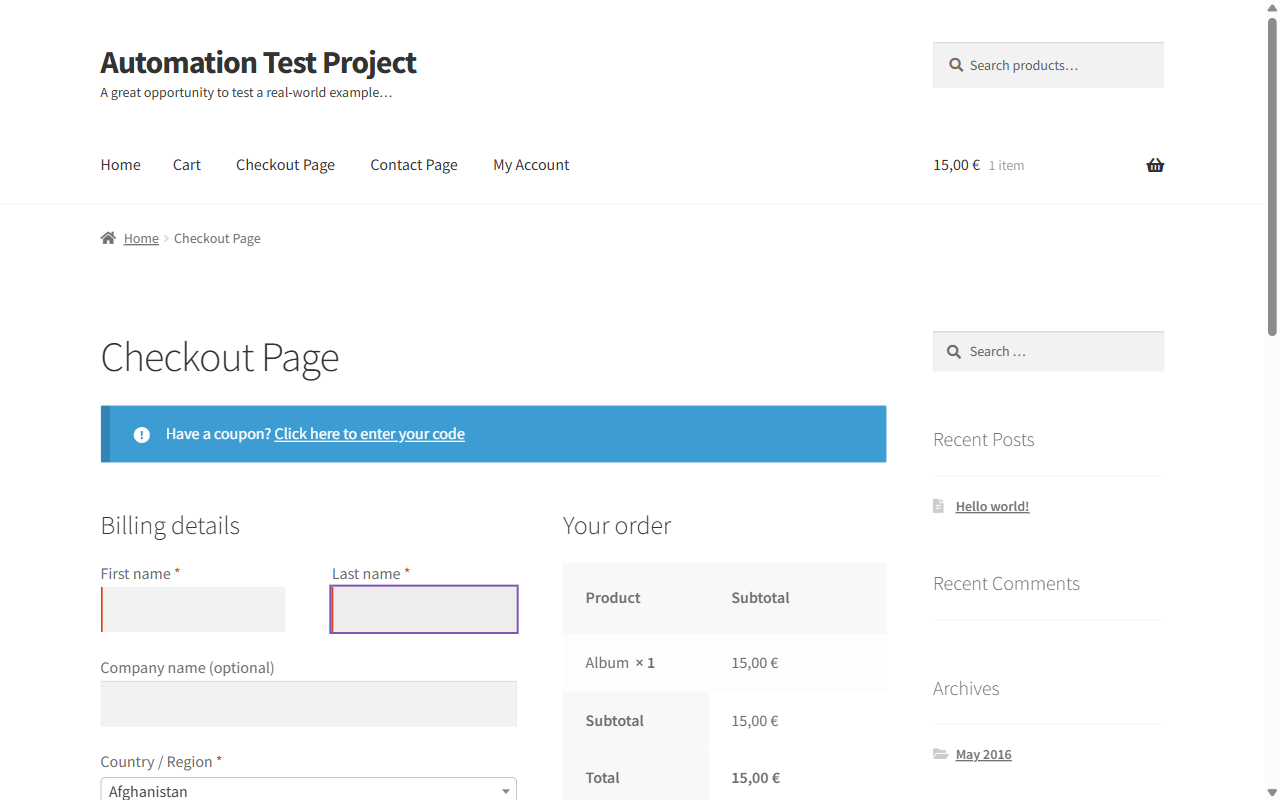 Automation Test Project
A great opportunity to test a real-world example…
Search products…
Home Cart Checkout Page Contact Page My Account
15,00 € 1 item
Home Checkout Page
Checkout Page
Have a coupon? Click here to enter your code
Billing details
First name *
Last name *
Company name (optional)
Country / Region *
Afghanistan
Your order
Product Subtotal
Album × 1 15,00 €
Subtotal 15,00 €
Total 15,00 €
Search …
Recent Posts
Hello world!
Recent Comments
Archives
May 2016